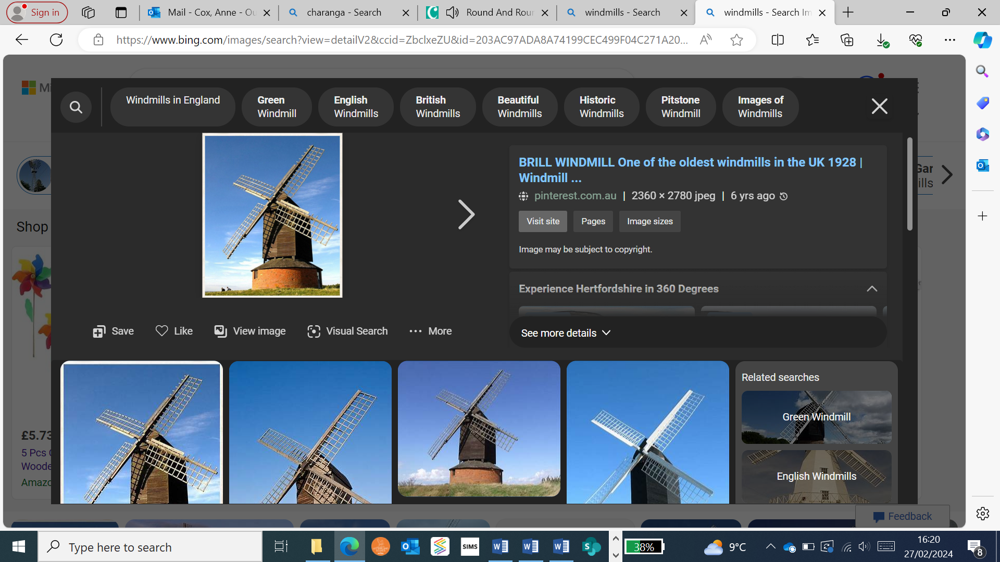 Sign in
Mail - Cox, Anne - Ou
charanga - Search
Round And Roun
windmills - Search
windmills - Search Im
https://www.bing.com/images/search?view=detailV2&ccid=ZbclxeZU&id=203AC97ADA8A74199CEC499F04C271A20...
Mi
Windmills in England
Green
Windmill
English
Windmills
British
Windmills
Beautiful
Windmills
Historic
Windmills
Pitstone
Windmill
Images of
Windmills
BRILL WINDMILL One of the oldest windmills in the UK 1928 |
Windmill ...
pinterest.com.au | 2360 × 2780 jpeg | 6 yrs ago
Visit site
Pages
Image sizes
Image may be subject to copyright.
Experience Hertfordshire in 360 Degrees
See more details
Save
Like
View image
Visual Search
More
Gar
ills
Shop
£5.73
5 Pcs
Woode
Amazo
Related searches
Green Windmill
English Windmills
Feedback
Type here to search
SIMS
38%
9°C
16:20
27/02/2024
8